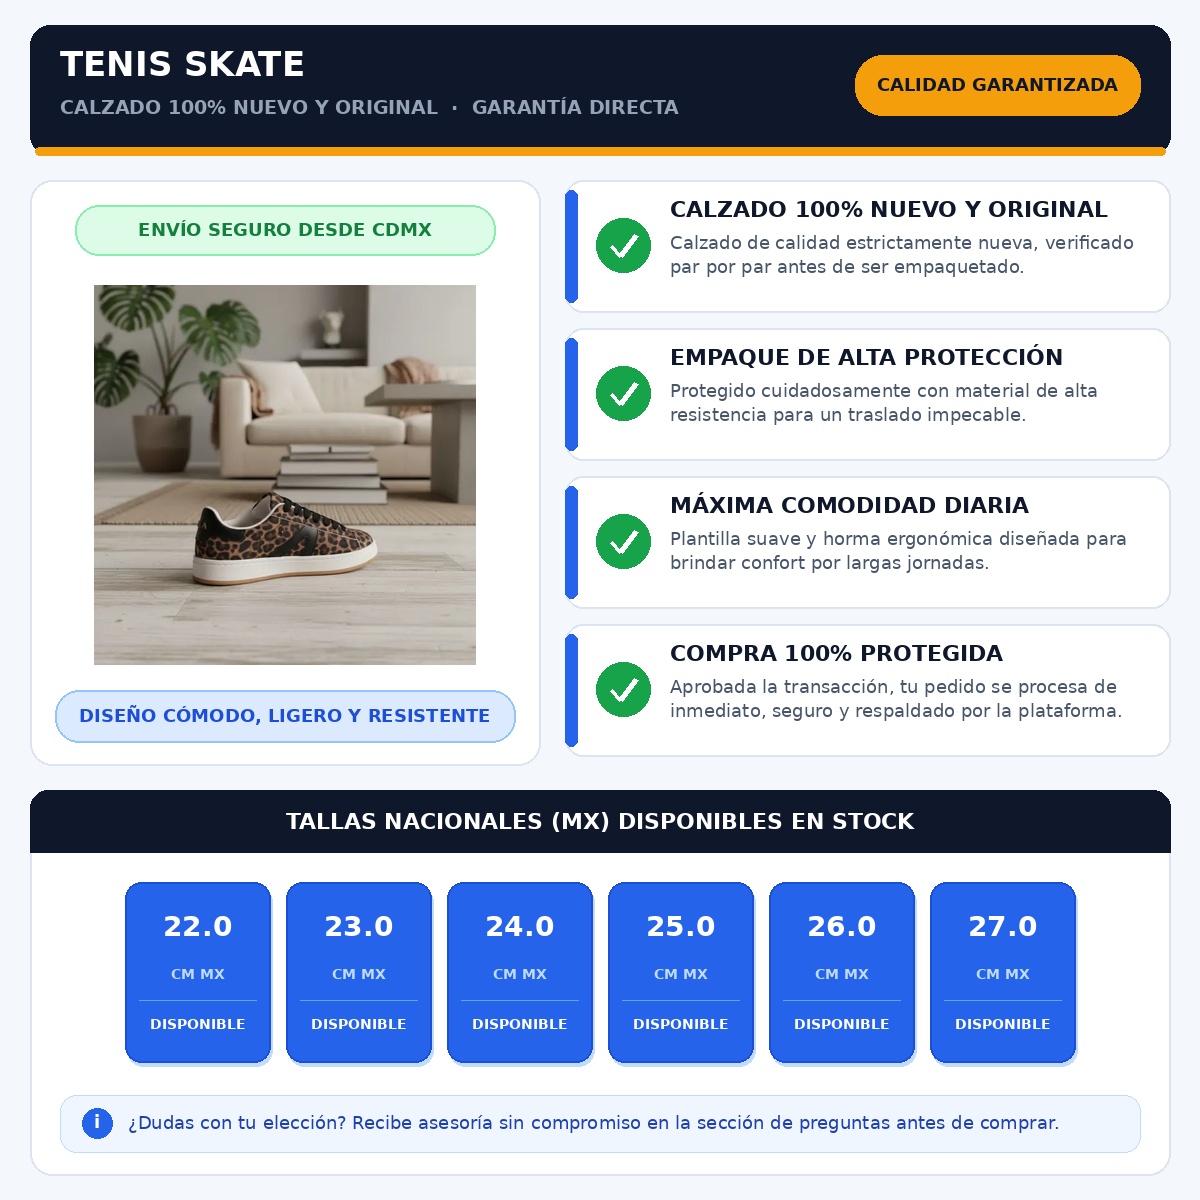 TENIS SKATE
CALZADO 100% NUEVO Y ORIGINAL · GARANTÍA DIRECTA
CALIDAD GARANTIZADA
ENVÍO SEGURO DESDE CDMX
DISEÑO CÓMODO, LIGERO Y RESISTENTE
CALZADO 100% NUEVO Y ORIGINAL
Calzado de calidad estrictamente nueva, verificado
par por par antes de ser empaquetado.
EMPAQUE DE ALTA PROTECCIÓN
Protegido cuidadosamente con material de alta
resistencia para un traslado impecable.
MÁXIMA COMODIDAD DIARIA
Plantilla suave y horma ergonómica diseñada para
brindar confort por largas jornadas.
COMPRA 100% PROTEGIDA
Aprobada la transacción, tu pedido se procesa de
inmediato, seguro y respaldado por la plataforma.
TALLAS NACIONALES (MX) DISPONIBLES EN STOCK
22.0
CM MX
DISPONIBLE
23.0
CM MX
DISPONIBLE
24.0
CM MX
DISPONIBLE
25.0
CM MX
DISPONIBLE
26.0
CM MX
DISPONIBLE
27.0
CM MX
DISPONIBLE
i ¿Dudas con tu elección? Recibe asesoría sin compromiso en la sección de preguntas antes de comprar.